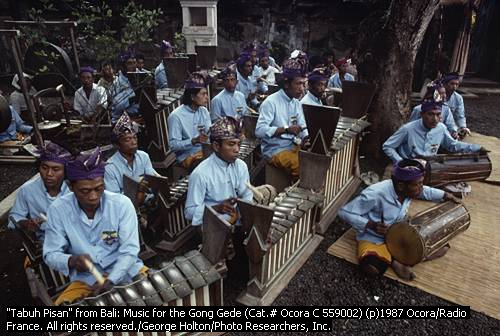 "Tabuh Pisan" from Bali: Music for the Gong Gede (Cat.# Ocora C 559002) (p)1987 Ocora/Radio
France. All rights reserved./George Holton/Photo Researchers, Inc.